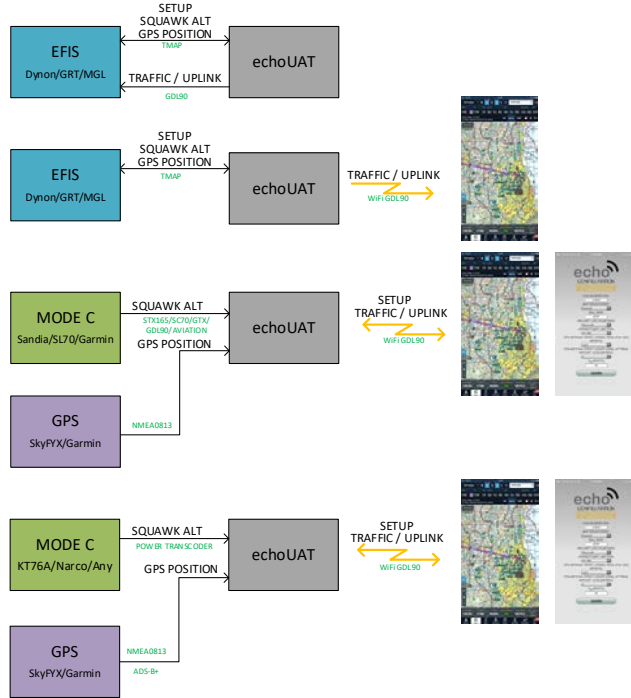 SETUP
SQUAWK ALT
GPS POSITION
TMAP
EFIS
Dynon/GRT/MGL
echoUAT
TRAFFIC / UPLINK
GDL90
SETUP
SQUAWK ALT
GPS POSITION
TMAP
EFIS
Dynon/GRT/MGL
echoUAT
TRAFFIC / UPLINK
WiFi GDL90
MODE C
Sandia/SL70/Garmin
SQUAWK ALT
STX165/SC70/GTX/
GDL90/AVIATION
GPS POSITION
echoUAT
SETUP
TRAFFIC / UPLINK
WiFi GDL90
echo
CONFIGURATION
GPS
SkyFYX/Garmin
NMEA0813
MODE C
KT76A/Narco/Any
SQUAWK ALT
POWER TRANSCODER
GPS POSITION
echoUAT
SETUP
TRAFFIC / UPLINK
WiFi GDL90
echo
CONFIGURATION
GPS
SkyFYX/Garmin
NMEA0813
ADS-B+